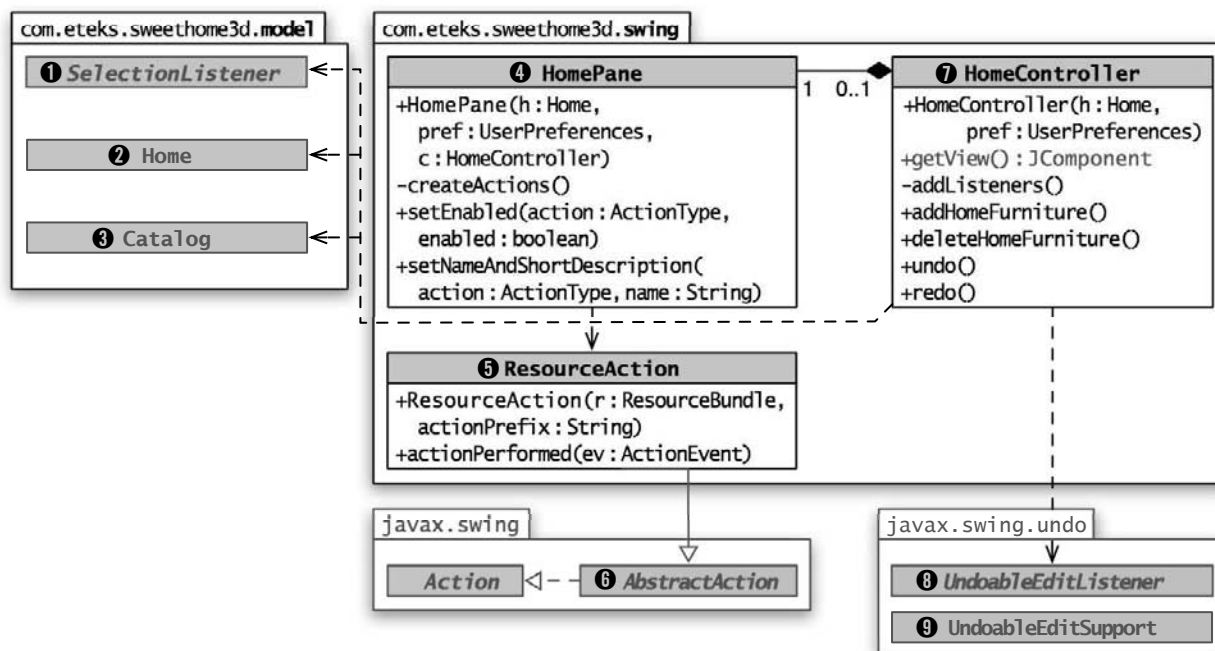 com.eteks.sweethome3d.model
❶ SelectionListener
❷ Home
❸ Catalog
com.eteks.sweethome3d.swing
❹ HomePane
+HomePane(h:Home,
pref:UserPreferences,
c:HomeController)
-createActions()
+setEnabled(action:ActionType,
enabled:boolean)
+setNameAndShortDescription(
action:ActionType,name:String)
1 0..1
❼ HomeController
+HomeController(h:Home,
pref:UserPreferences)
+getView():JComponent
-addListeners()
+addHomeFurniture()
+deleteHomeFurniture()
+undo()
+redo()
❺ ResourceAction
+ResourceAction(r:ResourceBundle,
actionPrefix:String)
+actionPerformed(ev:ActionEvent)
javax.swing
Action
❻ AbstractAction
javax.swing.undo
❽ UndoableEditListener
❾ UndoableEditSupport